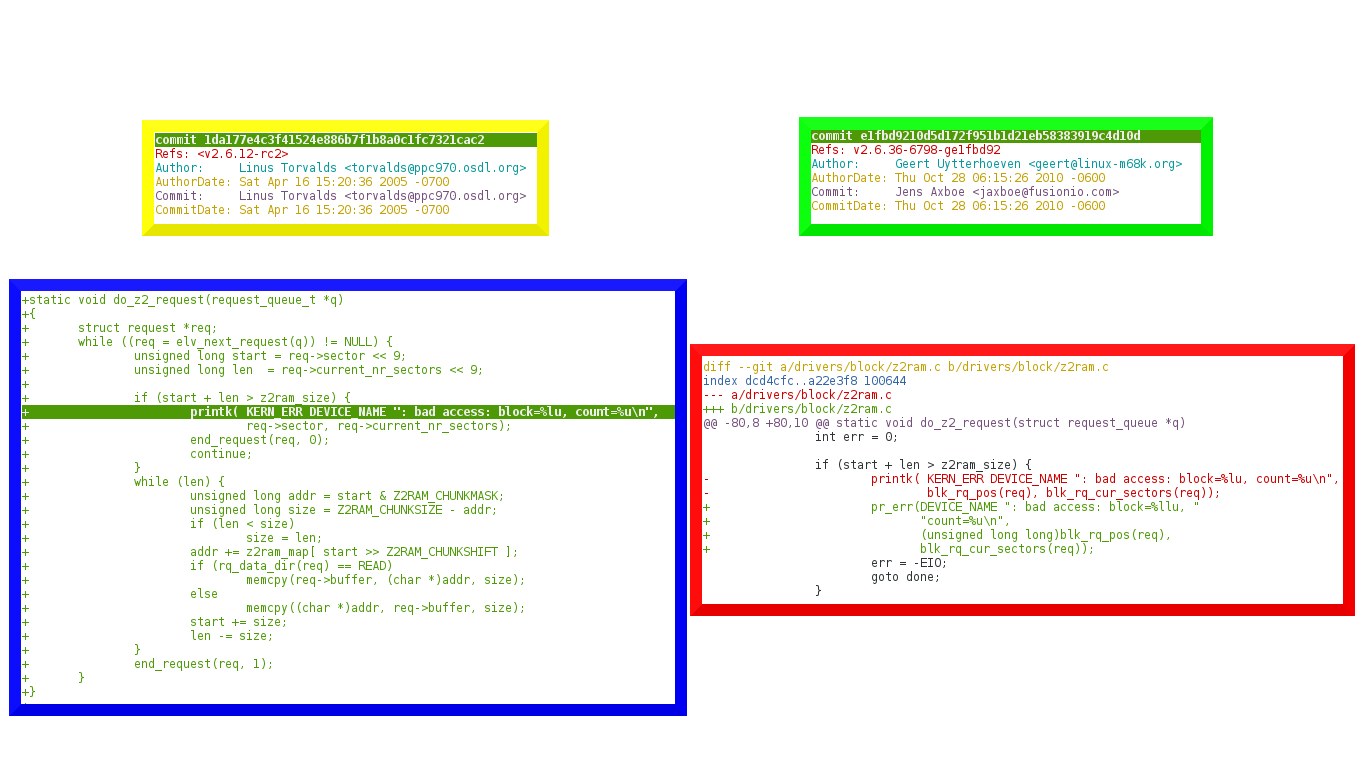 commit 1da177e4c3f41524e886b7f1b8a0c1fc7321cac2
Refs: <v2.6.12-rc2>
Author:     Linus Torvalds <torvalds@ppc970.osdl.org>
AuthorDate: Sat Apr 16 15:20:36 2005 -0700
Commit:     Linus Torvalds <torvalds@ppc970.osdl.org>
CommitDate: Sat Apr 16 15:20:36 2005 -0700
commit e1fbd9210d5d172f951b1d21eb58383919c4d10d
Refs: v2.6.36-6798-ge1fbd92
Author:     Geert Uytterhoeven <geert@linux-m68k.org>
AuthorDate: Thu Oct 28 06:15:26 2010 -0600
Commit:     Jens Axboe <jaxboe@fusionio.com>
CommitDate: Thu Oct 28 06:15:26 2010 -0600
+static void do_z2_request(request_queue_t *q)
+{
+       struct request *req;
+       while ((req = elv_next_request(q)) != NULL) {
+               unsigned long start = req->sector << 9;
+               unsigned long len  = req->current_nr_sectors << 9;
+
+               if (start + len > z2ram_size) {
+                       printk( KERN_ERR DEVICE_NAME ": bad access: block=%lu, count=%u\n",
+                               req->sector, req->current_nr_sectors);
+                       end_request(req, 0);
+                       continue;
+               }
+               while (len) {
+                       unsigned long addr = start & Z2RAM_CHUNKMASK;
+                       unsigned long size = Z2RAM_CHUNKSIZE - addr;
+                       if (len < size)
+                               size = len;
+                       addr += z2ram_map[ start >> Z2RAM_CHUNKSHIFT ];
+                       if (rq_data_dir(req) == READ)
+                               memcpy(req->buffer, (char *)addr, size);
+                       else
+                               memcpy((char *)addr, req->buffer, size);
+                       start += size;
+                       len -= size;
+               }
+               end_request(req, 1);
+       }
+}
diff --git a/drivers/block/z2ram.c b/drivers/block/z2ram.c
index dcd4cfc..a22e3f8 100644
--- a/drivers/block/z2ram.c
+++ b/drivers/block/z2ram.c
@@ -80,8 +80,10 @@ static void do_z2_request(struct request_queue *q)
                int err = 0;
                if (start + len > z2ram_size) {
-                       printk( KERN_ERR DEVICE_NAME ": bad access: block=%lu, count=%u\n",
-                               blk_rq_pos(req), blk_rq_cur_sectors(req));
+                       pr_err(DEVICE_NAME ": bad access: block=%llu, "
+                              "count=%u\n",
+                              (unsigned long long)blk_rq_pos(req),
+                              blk_rq_cur_sectors(req));
                        err = -EIO;
                        goto done;
                }